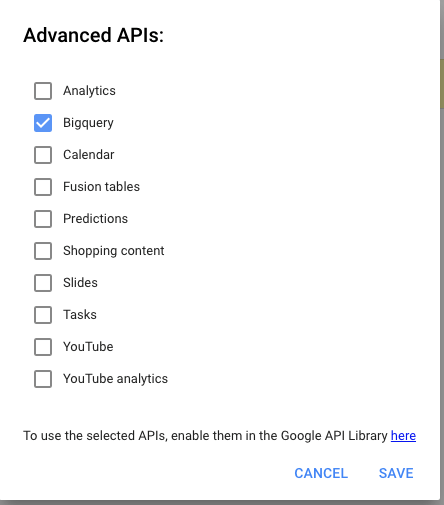 Advanced APIs:
Analytics
Bigquery
Calendar
Fusion tables
Predictions
Shopping content
Slides
Tasks
YouTube
YouTube analytics
To use the selected APIs, enable them in the Google API Library here
CANCEL SAVE